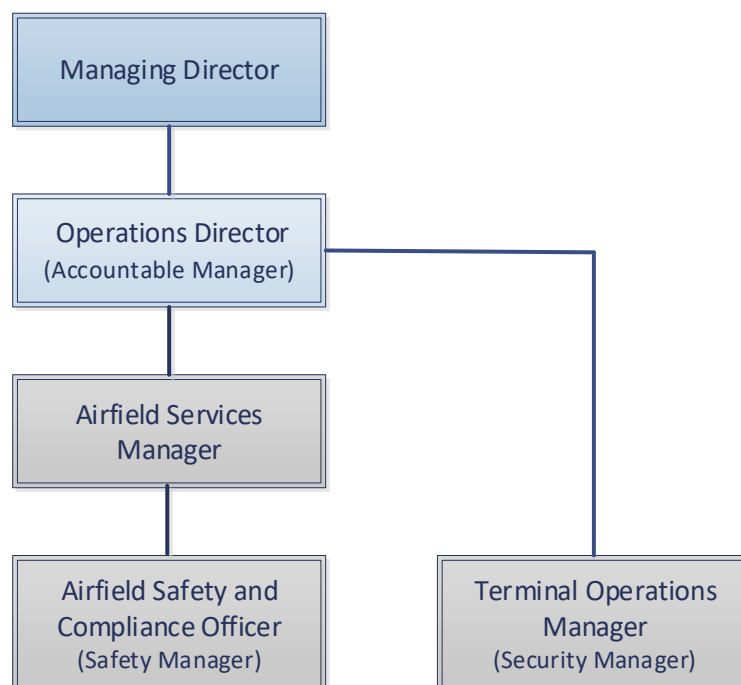 Managing Director
Operations Director
(Accountable Manager)
Airfield Services
Manager
Airfield Safety and
Compliance Officer
(Safety Manager)
Terminal Operations
Manager
(Security Manager)